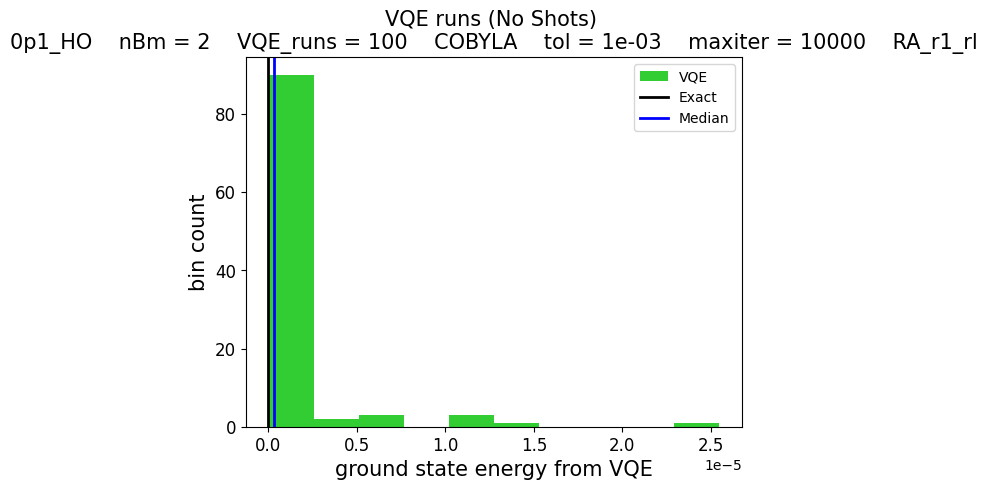 VQE runs (No Shots)
0p1_HO    nBm = 2    VQE_runs = 100    COBYLA    tol = 1e-03    maxiter = 10000    RA_r1_rl
VQE
Exact
Median
bin count
80
60
40
20
0
0.0
0.5
1.0
1.5
2.0
2.5
1e−5
ground state energy from VQE